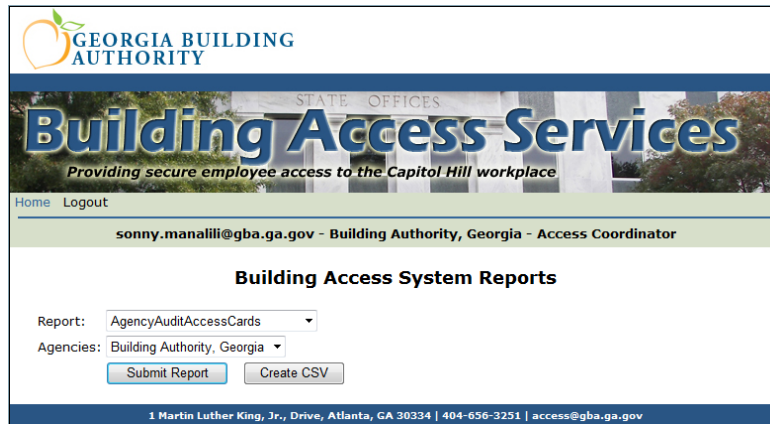 GEORGIA BUILDING
AUTHORITY
STATE OFFICES
Building Access Services
Providing secure employee access to the Capitol Hill workplace
Home Logout
sonny.manalili@gba.ga.gov - Building Authority, Georgia - Access Coordinator
Building Access System Reports
Report: AgencyAuditAccessCards
Agencies: Building Authority, Georgia
Submit Report Create CSV
1 Martin Luther King, Jr., Drive, Atlanta, GA 30334 | 404-656-3251 | access@gba.ga.gov